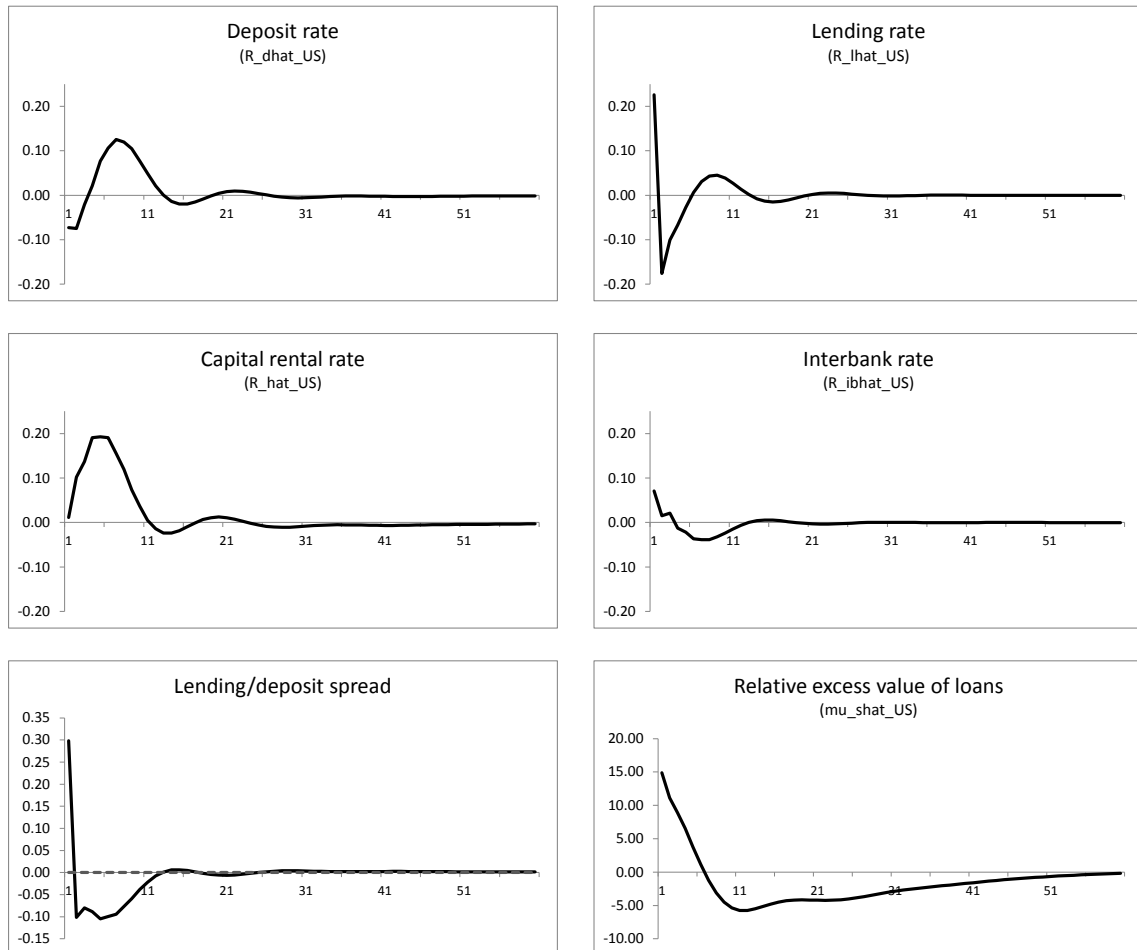 Deposit rate
(R_dhat_US)
0.20
0.10
0.00
-0.10
-0.20
1 11 21 31 41 51
Lending rate
(R_lhat_US)
0.20
0.10
0.00
-0.10
-0.20
1 11 21 31 41 51
Capital rental rate
(R_hat_US)
0.20
0.10
0.00
-0.10
-0.20
1 11 21 31 41 51
Interbank rate
(R_ibhat_US)
0.20
0.10
0.00
-0.10
-0.20
1 11 21 31 41 51
Lending/deposit spread
0.35
0.30
0.25
0.20
0.15
0.10
0.05
0.00
-0.05
-0.10
-0.15
1 11 21 31 41 51
Relative excess value of loans
(mu_shat_US)
20.00
15.00
10.00
5.00
0.00
-5.00
-10.00
1 11 21 31 41 51